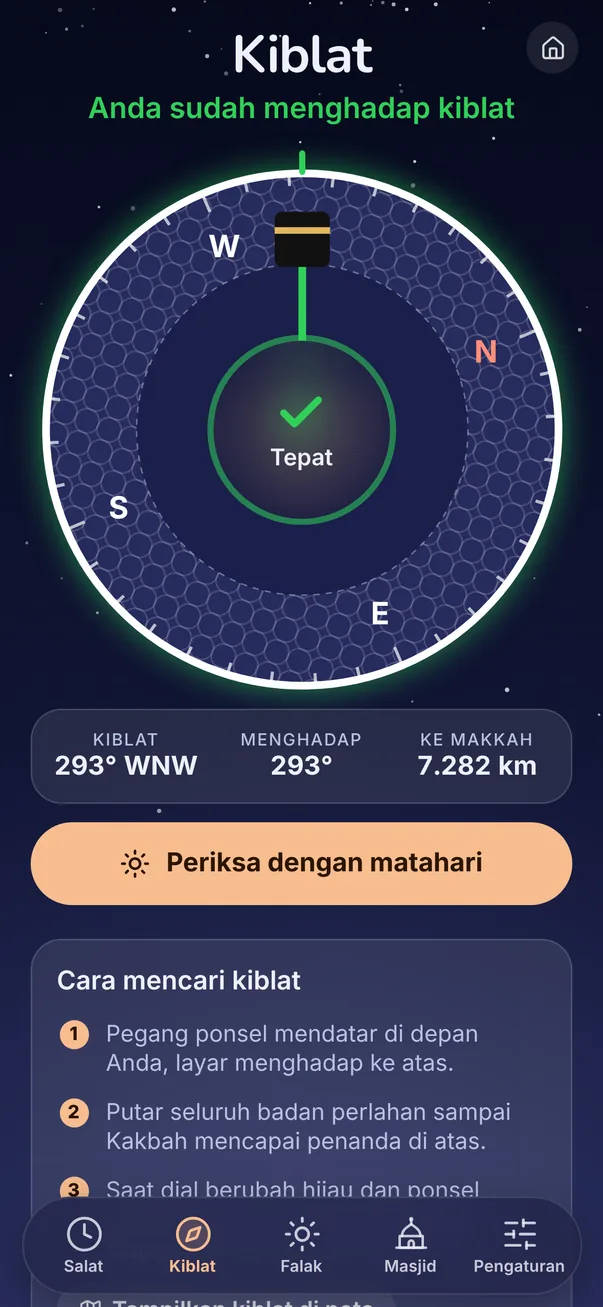 Kiblat
Anda sudah menghadap kiblat
W
N
Tepat
S
E
KIBLAT
293° WNW
MENGHADAP
293°
KE MAKKAH
7.282 km
Periksa dengan matahari
Cara mencari kiblat
1
Pegang ponsel mendatar di depan
Anda, layar menghadap ke atas.
2
Putar seluruh badan perlahan sampai
Kakbah mencapai penanda di atas.
3
Saat dial berubah hijau dan ponsel
Salat
Kiblat
Falak
Masjid
Pengaturan
Tampilkan kiblat di peta